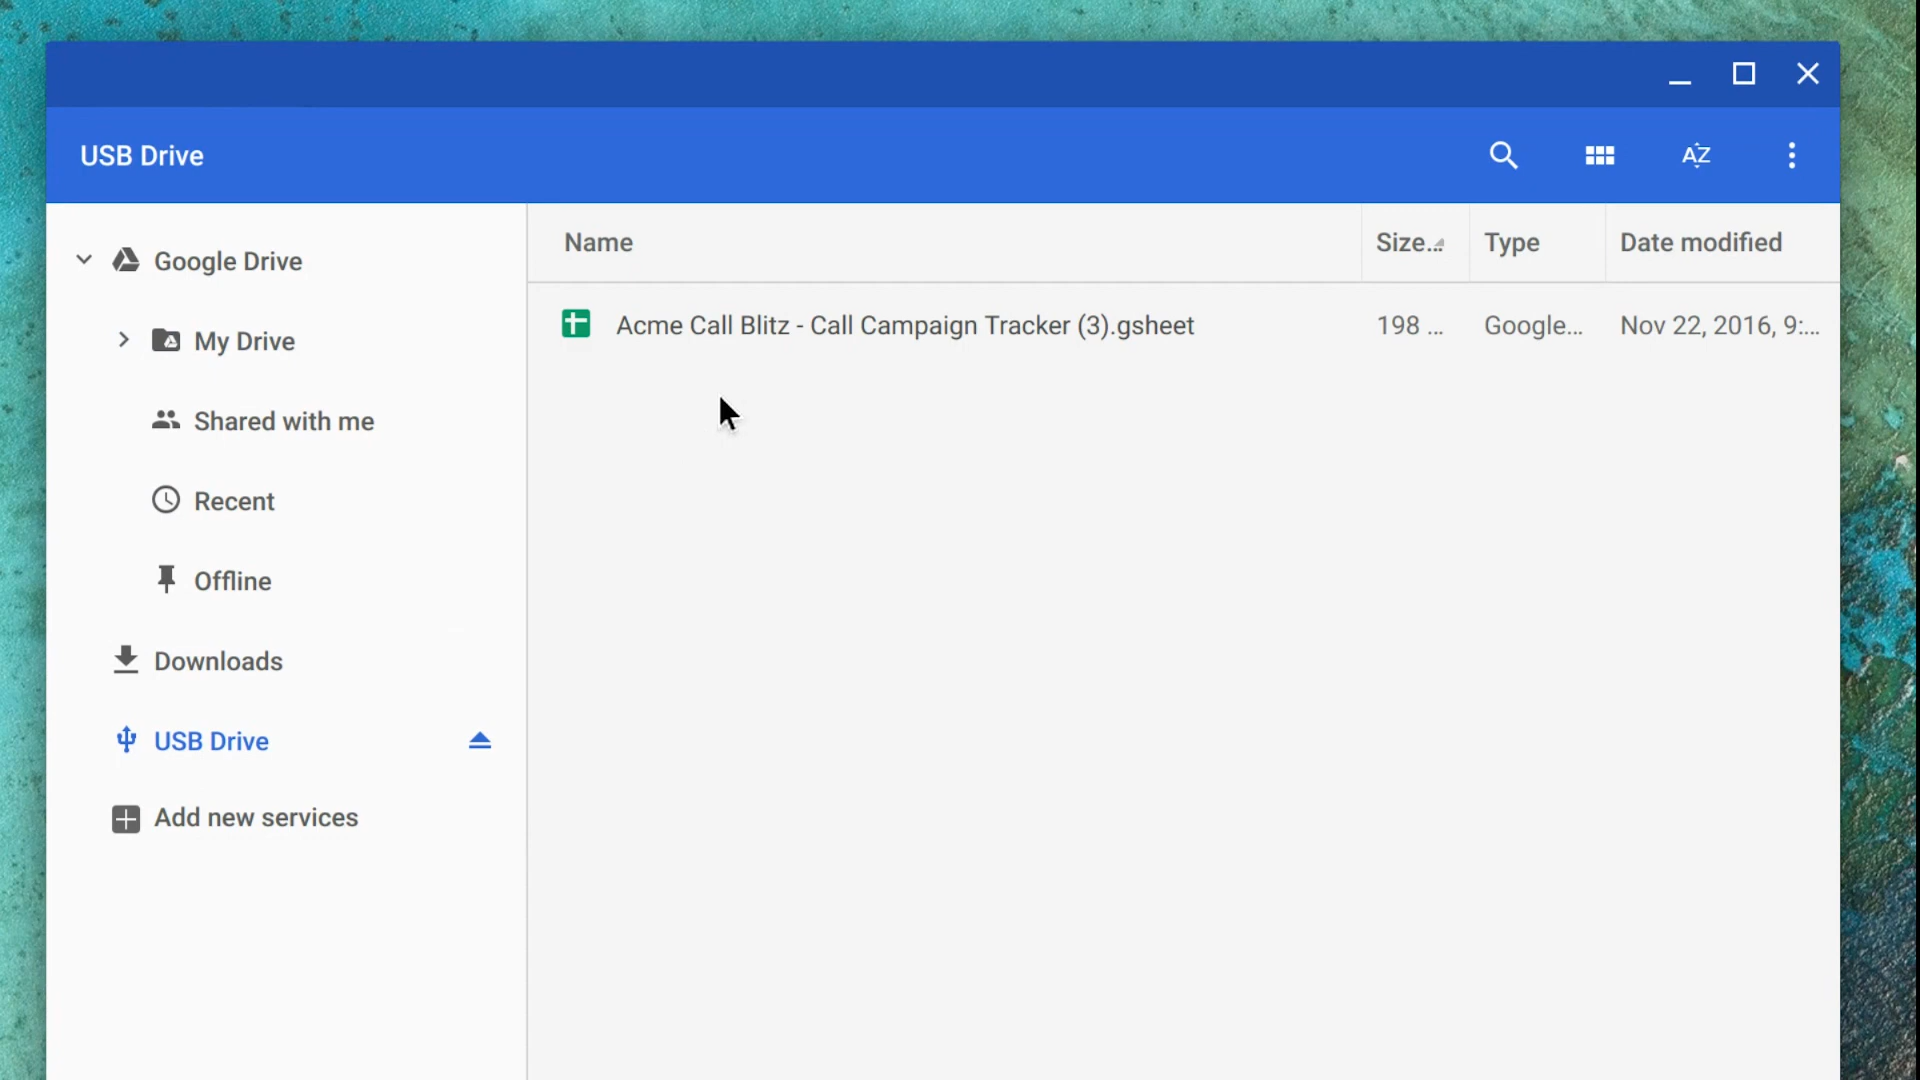 USB Drive
AZ
Google Drive
My Drive
Shared with me
Recent
Offline
Downloads
USB Drive
Add new services
Name Size... Type Date modified
Acme Call Blitz - Call Campaign Tracker (3).gsheet 198 ... Google... Nov 22, 2016, 9:...